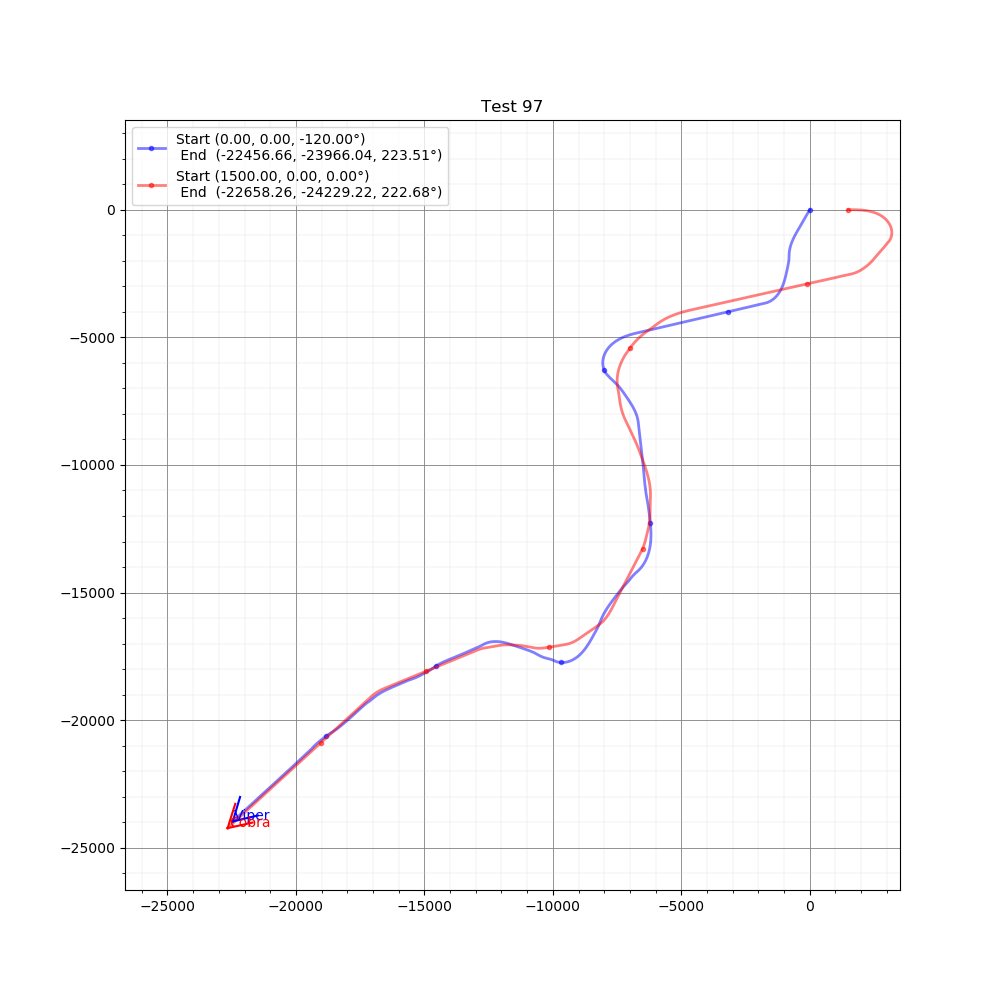 Test 97
Start (0.00, 0.00, -120.00°)
End  (-22456.66, -23966.04, 223.51°)
Start (1500.00, 0.00, 0.00°)
End  (-22658.26, -24229.22, 222.68°)
0
−5000
−10000
−15000
−20000
−25000
Viper
Cobra
−25000
−20000
−15000
−10000
−5000
0